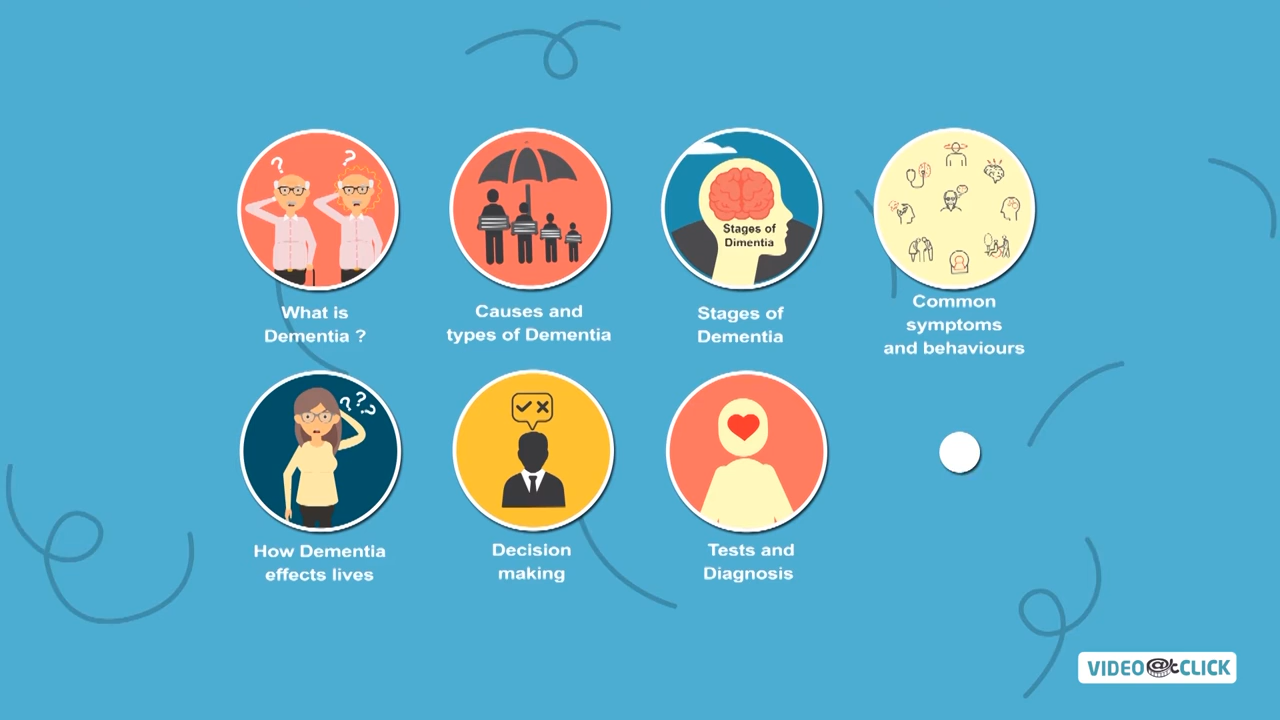 ? ?
Stages of
Dimentia
What is
Dementia ?
Causes and
types of Dementia
Stages of
Dementia
Common
symptoms
and behaviours
? ? ?
How Dementia
effects lives
Decision
making
Tests and
Diagnosis
VIDEO@tCLICK